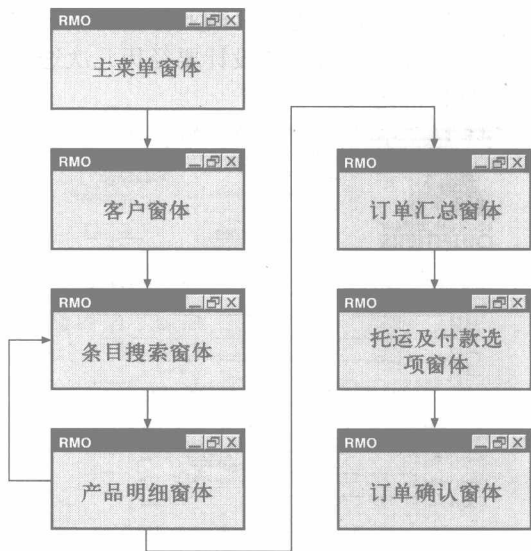 RMO
主菜单窗体
RMO
客户窗体
RMO
条目搜索窗体
RMO
产品明细窗体
RMO
订单汇总窗体
RMO
托运及付款选
项窗体
RMO
订单确认窗体